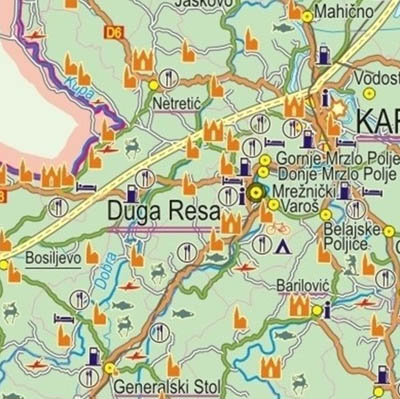 Jaškovo
Mahično
D6
Vodost
Kupa
Netretić
i
KAR
Gornje Mrzlo Polje
Donje Mrzlo Polje
Mrežnički
Varoš
i
Duga Resa
3
Belajske
Poljice
Bosiljevo
Dobra
Barilović
i
Generalski Stol